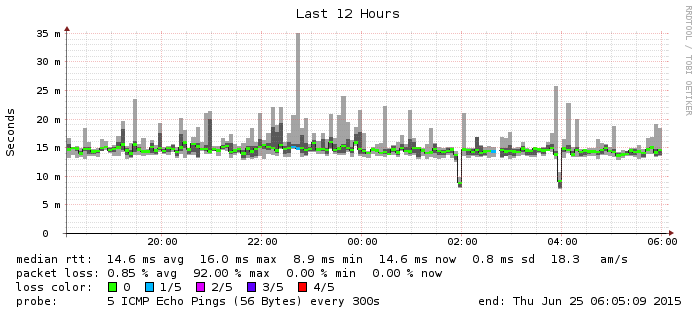 Last 12 Hours
RRDTOOL / TOBI OETIKER
Seconds
35 m
30 m
25 m
20 m
15 m
10 m
5 m
0
20:00 22:00 00:00 02:00 04:00 06:00
median rtt: 14.6 ms avg 16.0 ms max 8.9 ms min 14.6 ms now 0.8 ms sd 18.3 am/s
packet loss: 0.85 % avg 92.00 % max 0.00 % min 0.00 % now
loss color: 0 1/5 2/5 3/5 4/5
probe: 5 ICMP Echo Pings (56 Bytes) every 300s end: Thu Jun 25 06:05:09 2015